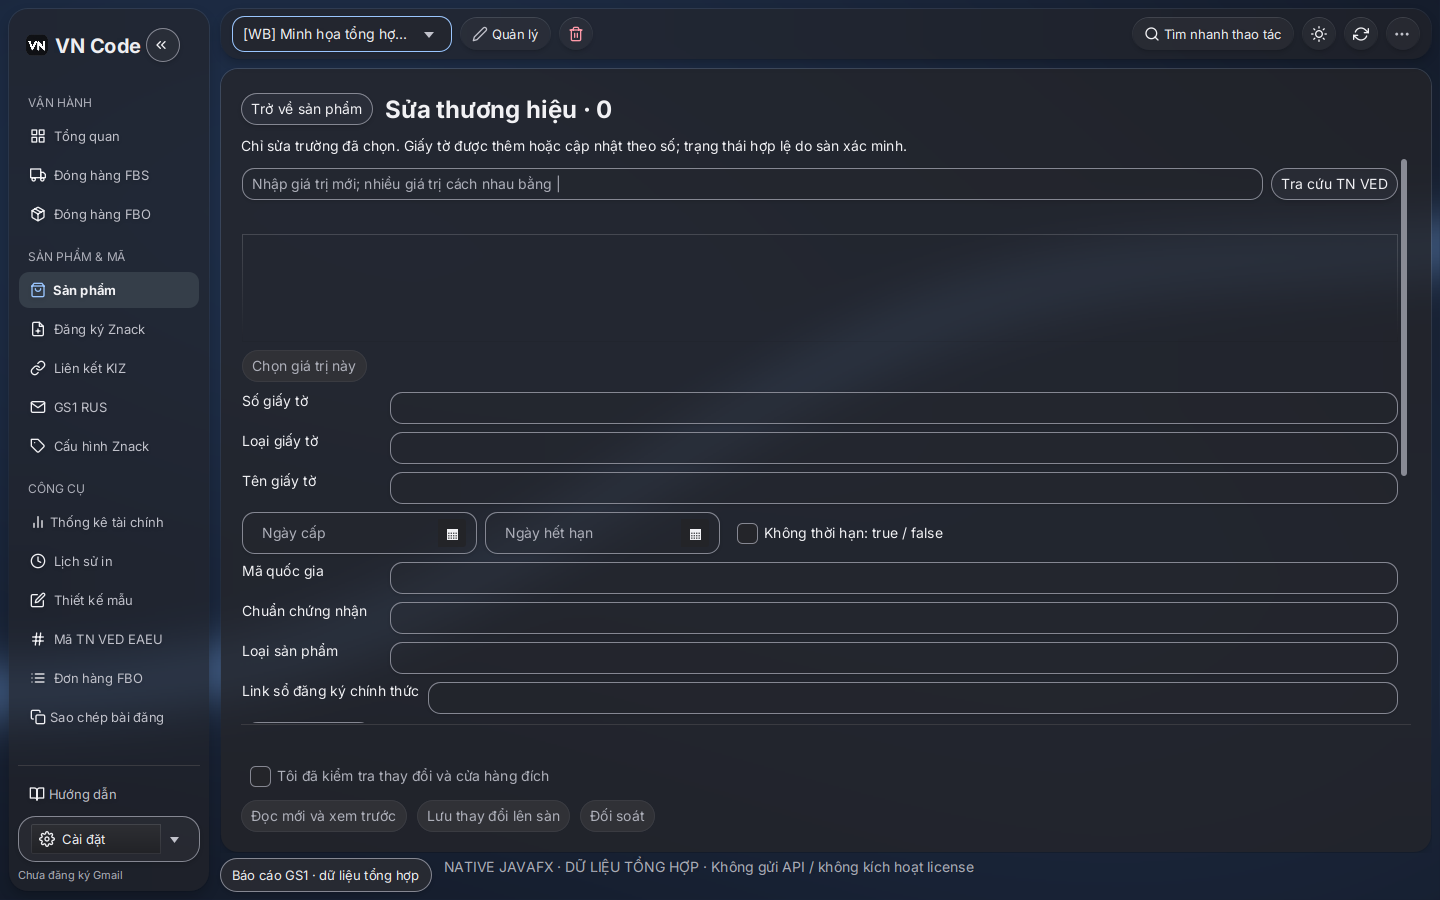 VN VN Code
VẬN HÀNH
Tổng quan
Đóng hàng FBS
Đóng hàng FBO
SẢN PHẨM & MÃ
Sản phẩm
Đăng ký Znack
Liên kết KIZ
GS1 RUS
Cấu hình Znack
CÔNG CỤ
Thống kê tài chính
Lịch sử in
Thiết kế mẫu
Mã TN VED EAEU
Đơn hàng FBO
Sao chép bài đăng
Hướng dẫn
Cài đặt
Chưa đăng ký Gmail
[WB] Minh họa tổng hợ...
Quản lý
Tìm nhanh thao tác
Trở về sản phẩm
Sửa thương hiệu · 0
Chỉ sửa trường đã chọn. Giấy tờ được thêm hoặc cập nhật theo số; trạng thái hợp lệ do sàn xác minh.
Nhập giá trị mới; nhiều giá trị cách nhau bằng |
Tra cứu TN VED
Chọn giá trị này
Số giấy tờ
Loại giấy tờ
Tên giấy tờ
Ngày cấp
Ngày hết hạn
Không thời hạn: true / false
Mã quốc gia
Chuẩn chứng nhận
Loại sản phẩm
Link sổ đăng ký chính thức
Tôi đã kiểm tra thay đổi và cửa hàng đích
Đọc mới và xem trước
Lưu thay đổi lên sàn
Đối soát
Báo cáo GS1 · dữ liệu tổng hợp
NATIVE JAVAFX · DỮ LIỆU TỔNG HỢP · Không gửi API / không kích hoạt license